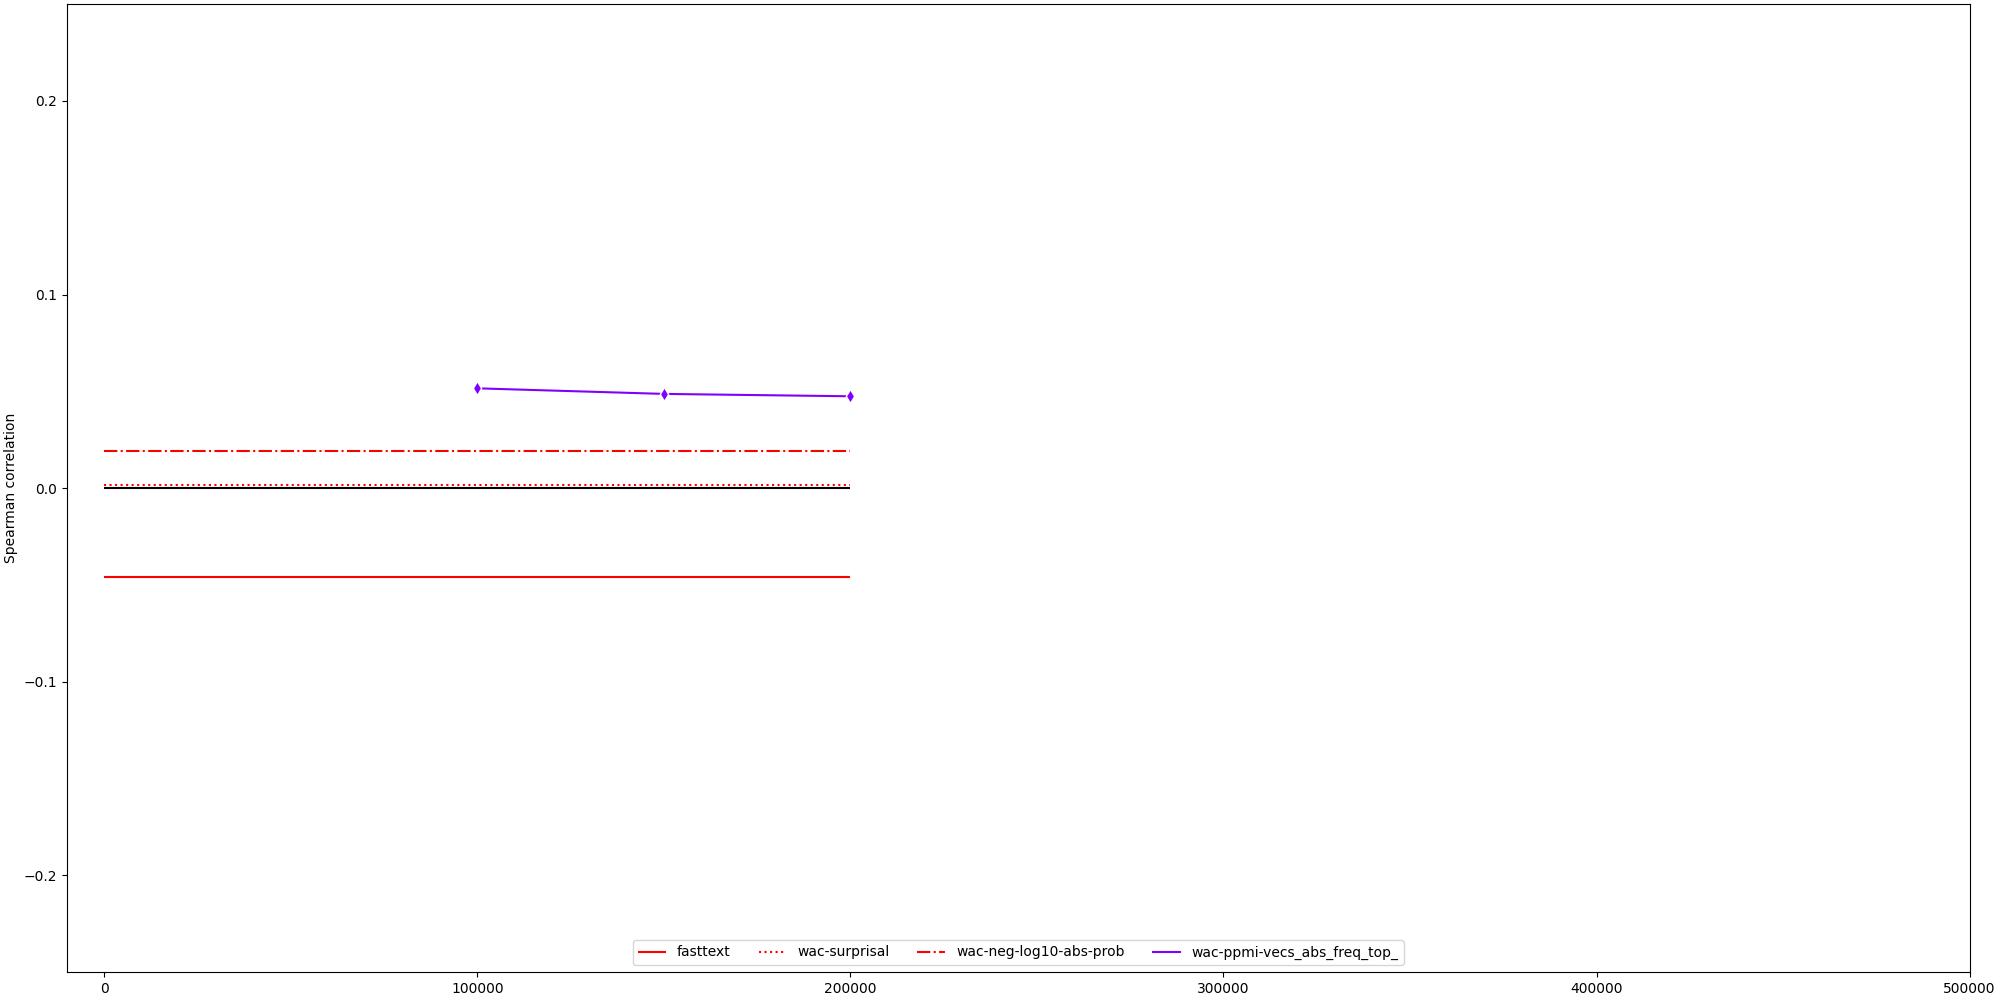 0.2
0.1
0.0
−0.1
−0.2
Spearman correlation
fasttext wac-surprisal wac-neg-log10-abs-prob wac-ppmi-vecs_abs_freq_top_
0 100000 200000 300000 400000 500000